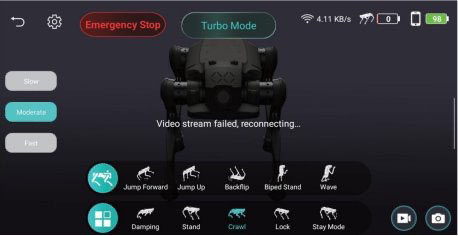 Emergency Stop
Turbo Mode
4.11 KB/s
0
98
Slow
Moderate
Fast
Video stream failed, reconnecting...
Jump Forward
Jump Up
Backflip
Biped Stand
Wave
Damping
Stand
Crawl
Lock
Stay Mode